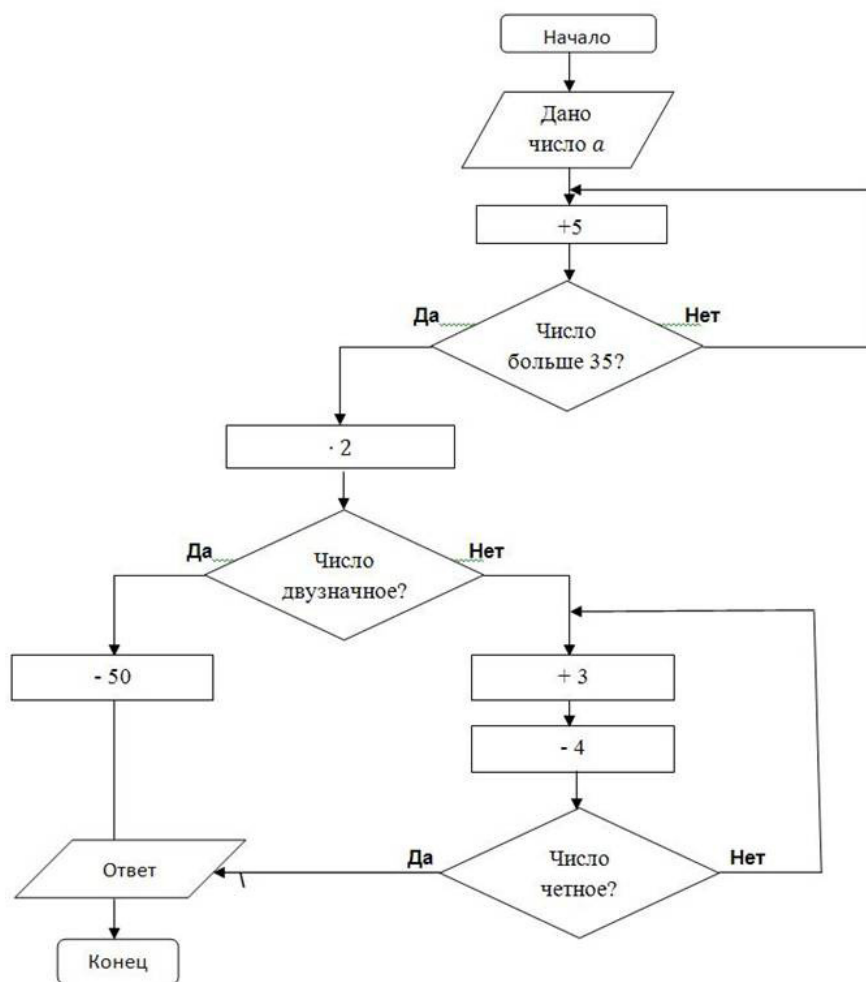 Начало
Дано
число a
+5
Да
Нет
Число
больше 35?
· 2
Да
Нет
Число
двузначное?
- 50
+ 3
- 4
Да
Нет
Число
четное?
Ответ
Конец